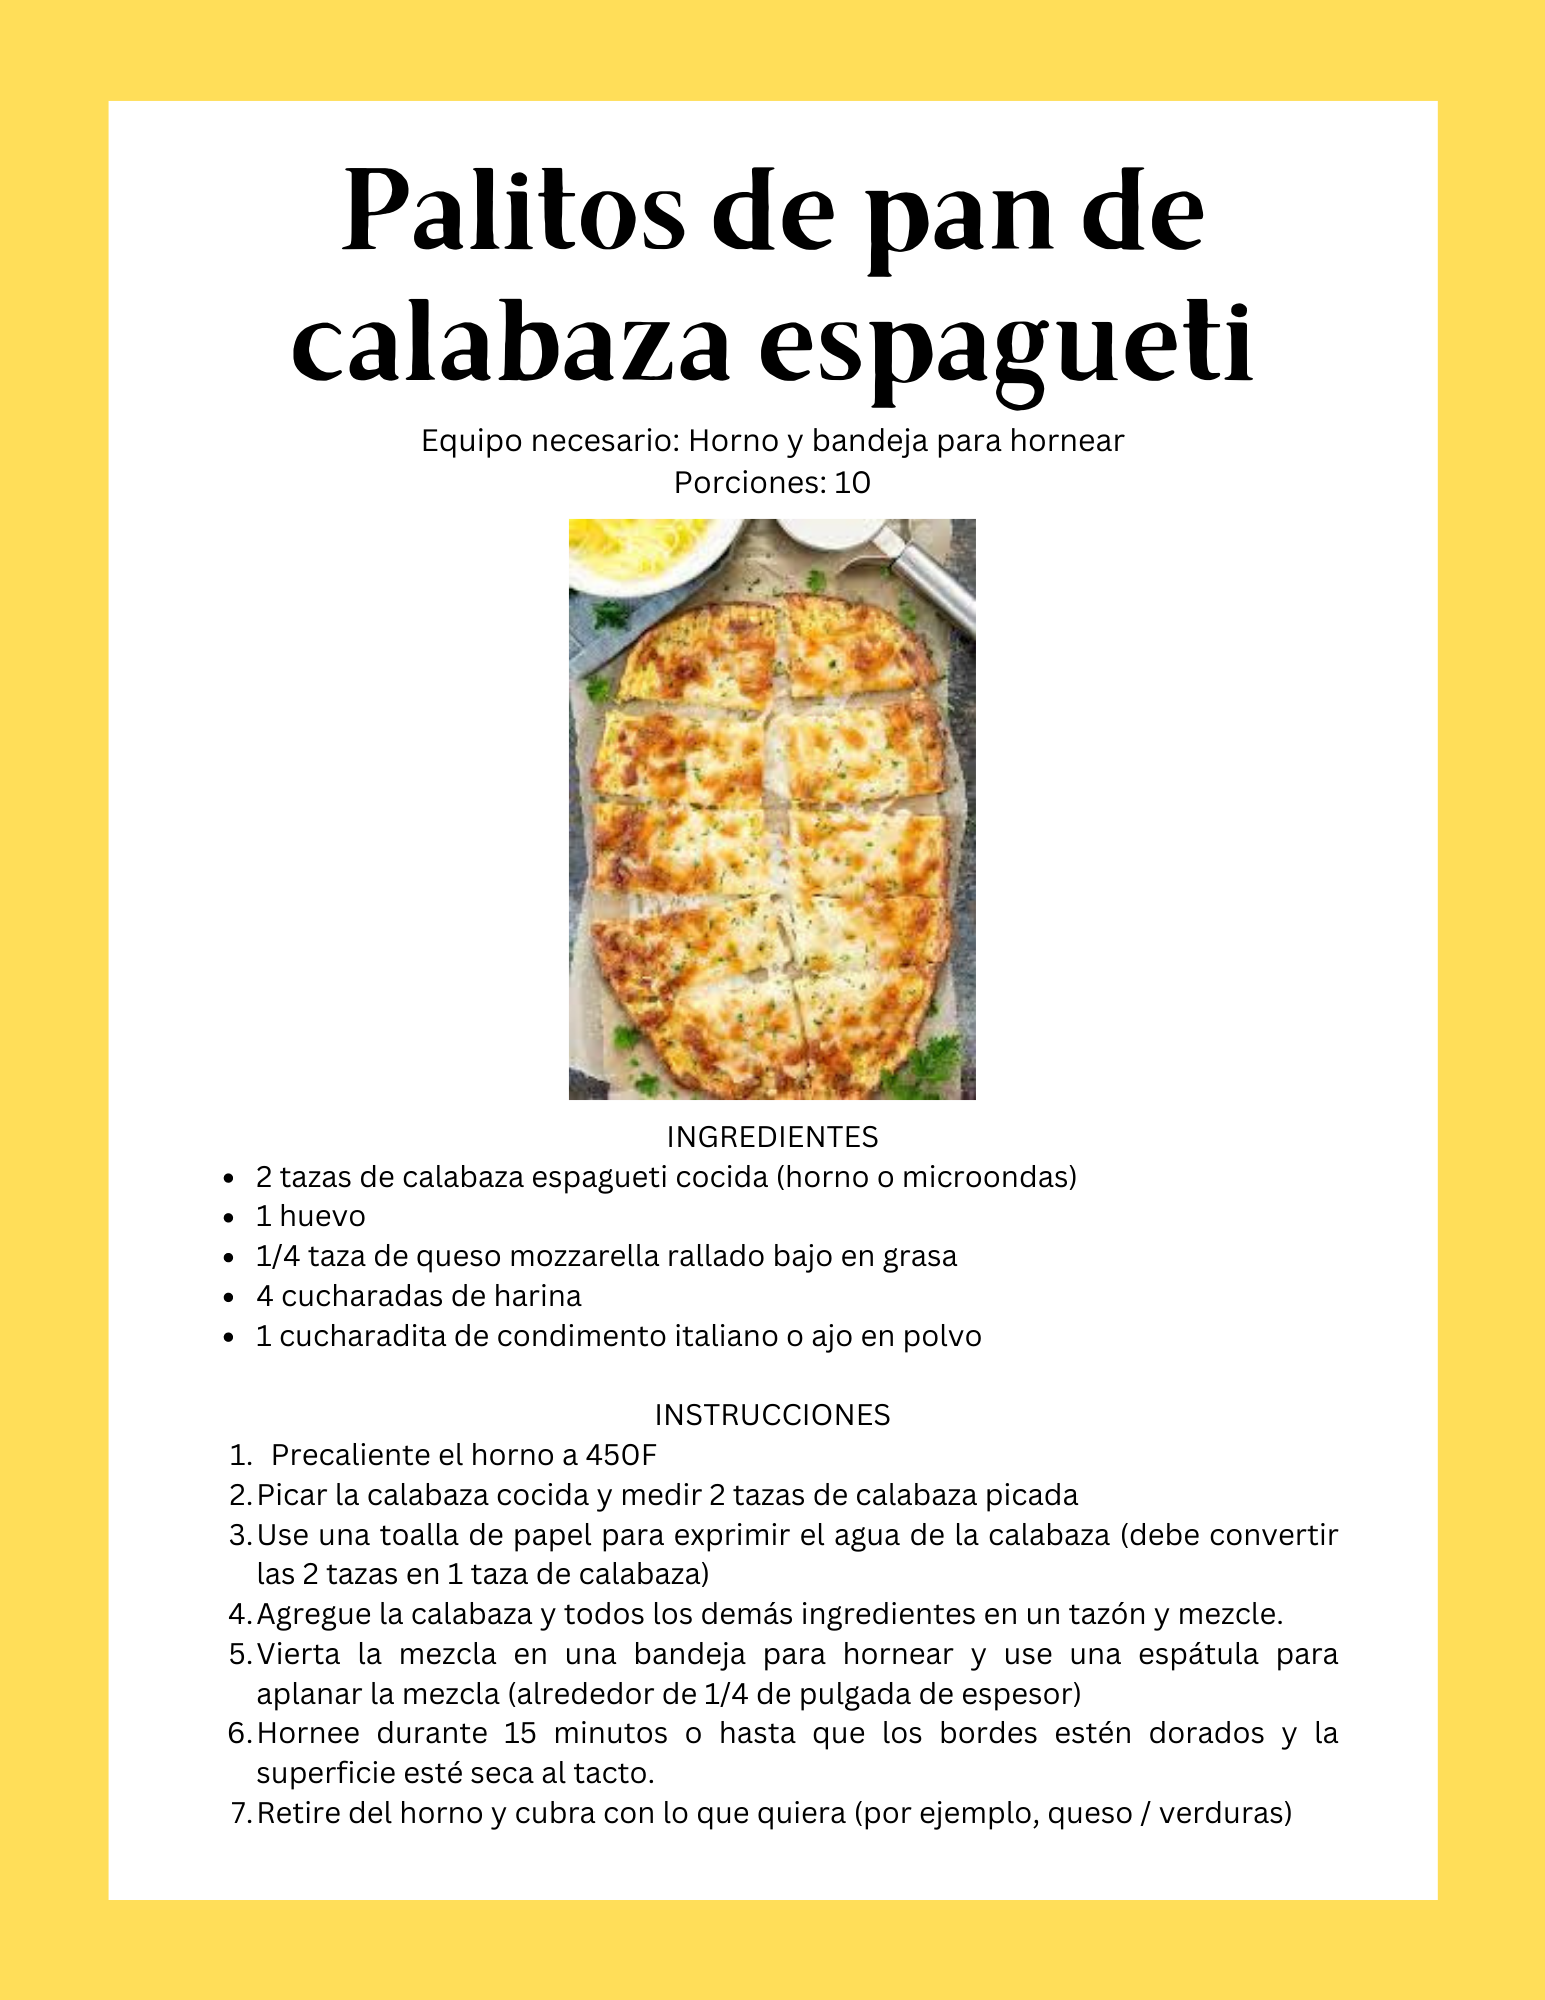 Palitos de pan de
calabaza espagueti
Equipo necesario: Horno y bandeja para hornear
Porciones: 10
INGREDIENTES
• 2 tazas de calabaza espagueti cocida (horno o microondas)
• 1 huevo
• 1/4 taza de queso mozzarella rallado bajo en grasa
• 4 cucharadas de harina
• 1 cucharadita de condimento italiano o ajo en polvo
INSTRUCCIONES
1. Precaliente el horno a 450F
2. Picar la calabaza cocida y medir 2 tazas de calabaza picada
3. Use una toalla de papel para exprimir el agua de la calabaza (debe convertir
las 2 tazas en 1 taza de calabaza)
4. Agregue la calabaza y todos los demás ingredientes en un tazón y mezcle.
5. Vierta la mezcla en una bandeja para hornear y use una espátula para
aplanar la mezcla (alrededor de 1/4 de pulgada de espesor)
6. Hornee durante 15 minutos o hasta que los bordes estén dorados y la
superficie esté seca al tacto.
7. Retire del horno y cubra con lo que quiera (por ejemplo, queso / verduras)